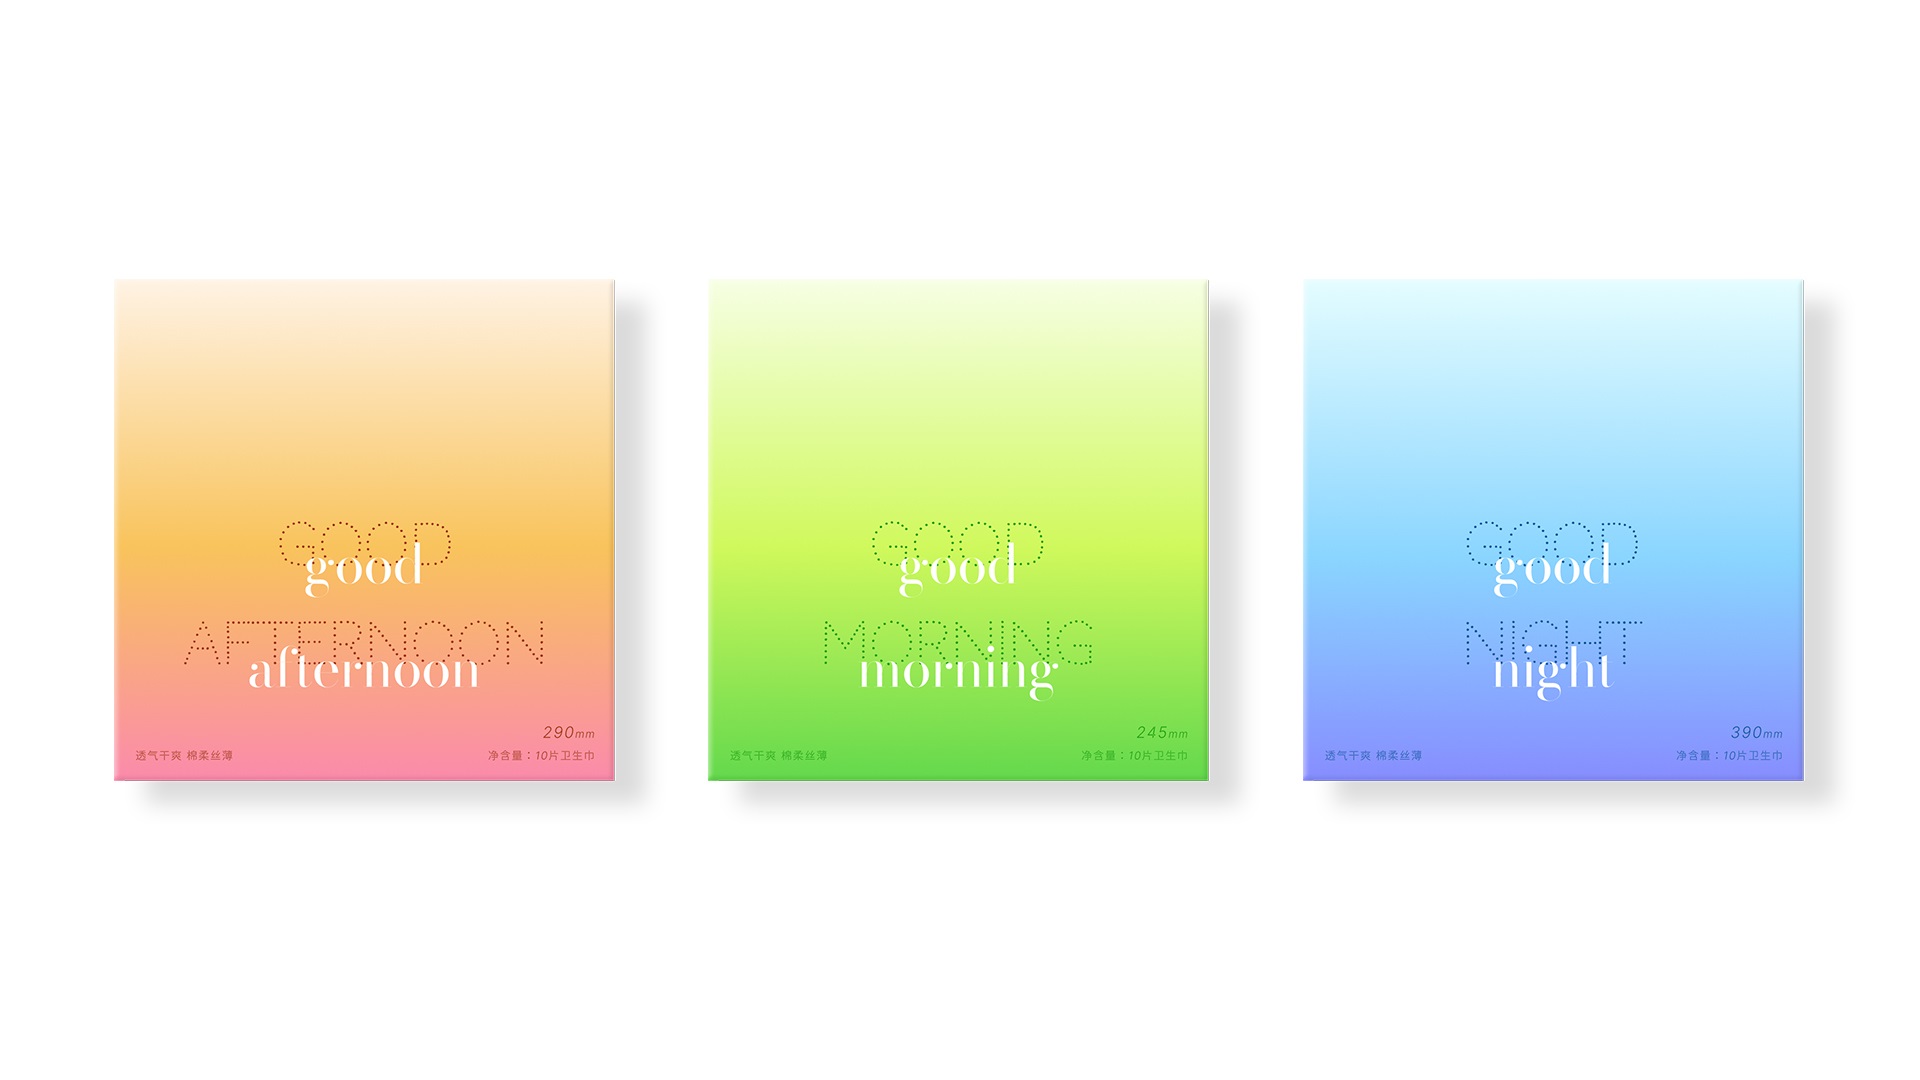 GOOD
good
AFTERNOON
afternoon
290mm
透气干爽 棉柔丝薄
净含量：10片卫生巾
GOOD
good
MORNING
morning
245mm
透气干爽 棉柔丝薄
净含量：10片卫生巾
GOOD
good
NIGHT
night
390mm
透气干爽 棉柔丝薄
净含量：10片卫生巾